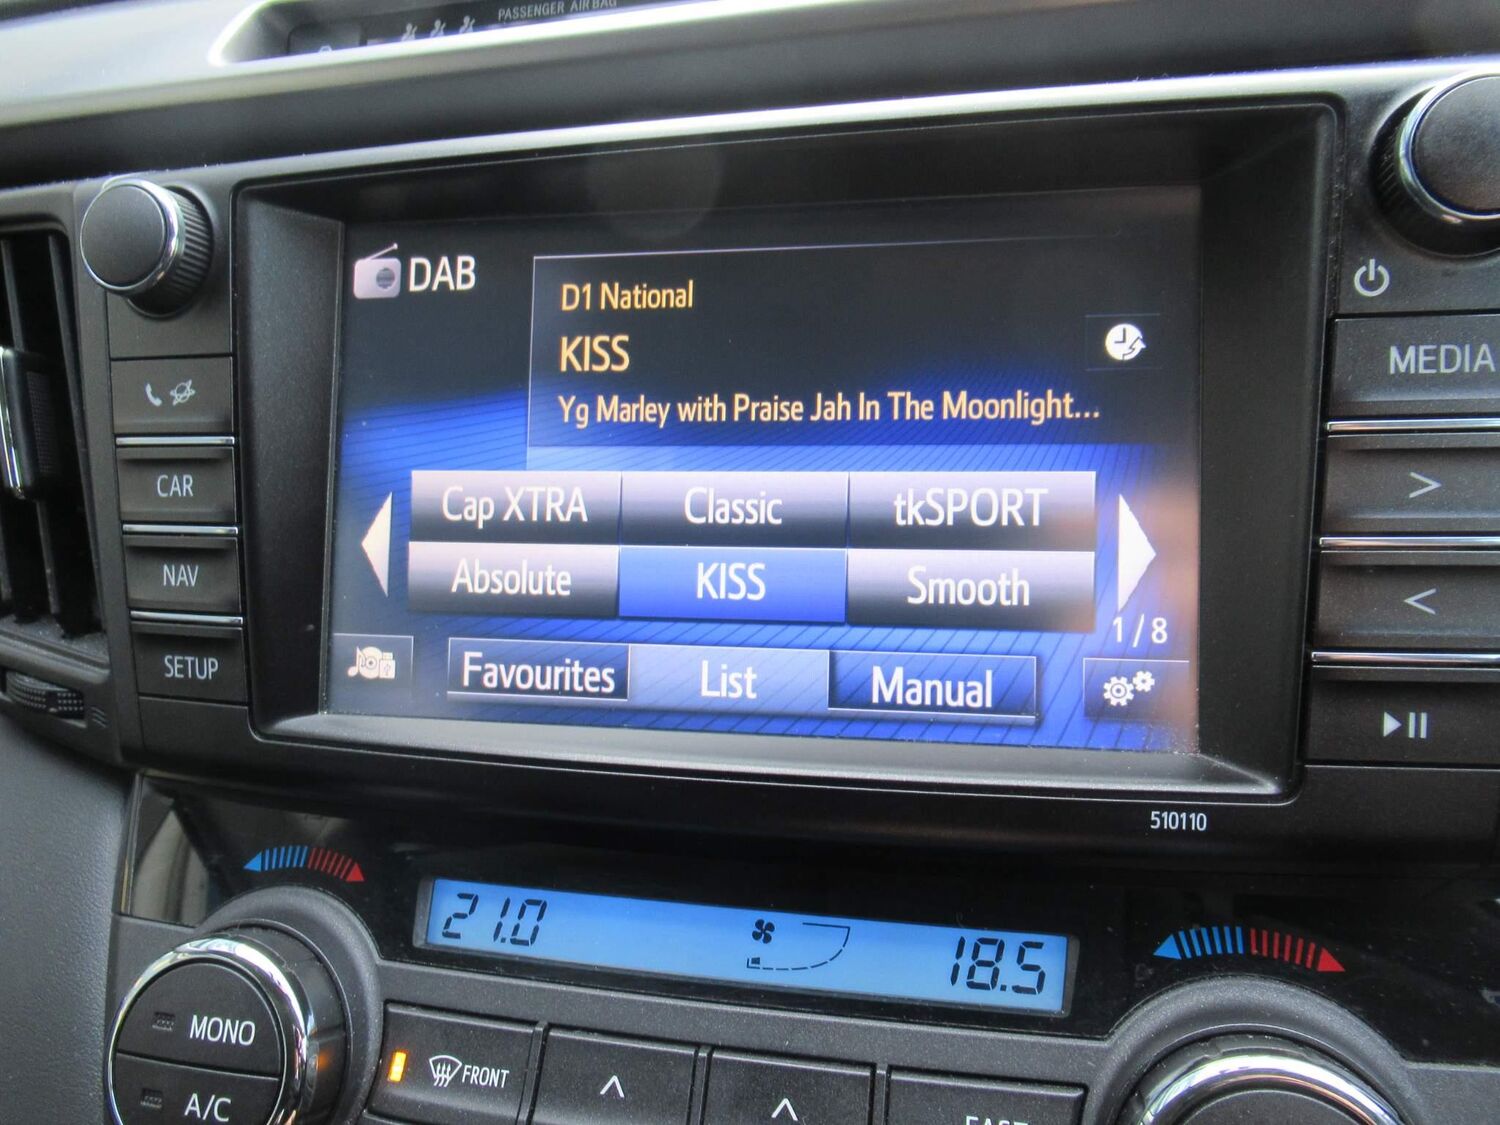 PASSENGER AIRBAG
DAB
D1 National
KISS
Yg Marley with Praise Jah In The Moonlight...
Cap XTRA Classic tkSPORT
Absolute KISS Smooth
1 / 8
Favourites List Manual
CAR
NAV
SETUP
MEDIA
>
<
510110
21.0 18.5
MONO
A/C
FRONT